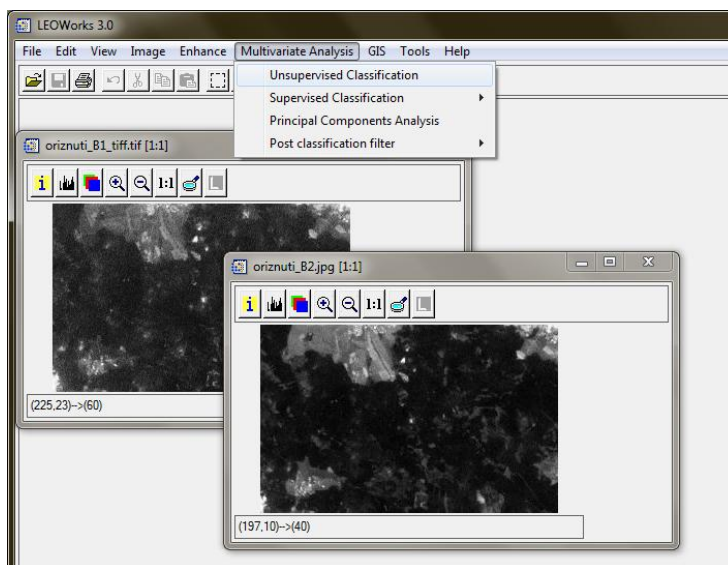 LEOWorks 3.0
File Edit View Image Enhance Multivariate Analysis GIS Tools Help
Unsupervised Classification
Supervised Classification
Principal Components Analysis
Post classification filter
oriznuti_B1_tiff.tif [1:1]
i 1:1
(225,23)-->(60)
oriznuti_B2.jpg [1:1]
i 1:1
(197,10)-->(40)